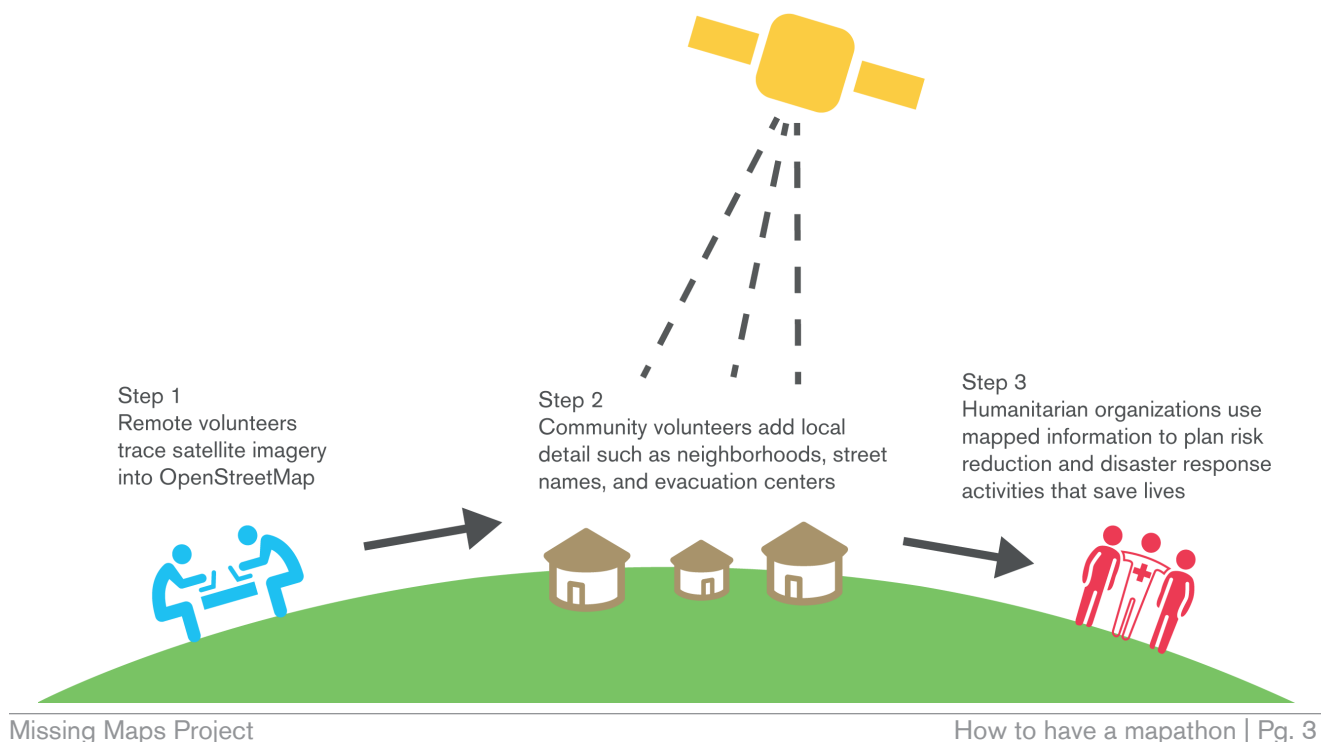 Step 1
Remote volunteers
trace satellite imagery
into OpenStreetMap
Step 2
Community volunteers add local
detail such as neighborhoods, street
names, and evacuation centers
Step 3
Humanitarian organizations use
mapped information to plan risk
reduction and disaster response
activities that save lives
Missing Maps Project
How to have a mapathon | Pg. 3